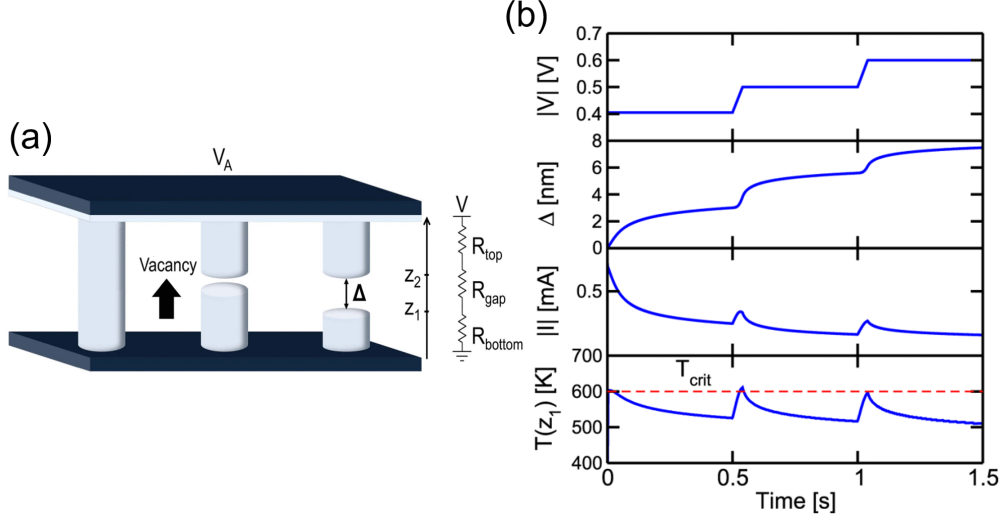 (a)
V_A
Vacancy
z_2
z_1
Δ
V
R_top
R_gap
R_bottom
(b)
|V| [V]
0.7
0.6
0.5
0.4
Δ [nm]
8
6
4
2
0
|I| [mA]
0.5
T(z_1) [K]
700
600
500
400
T_crit
0
0.5
1
1.5
Time [s]